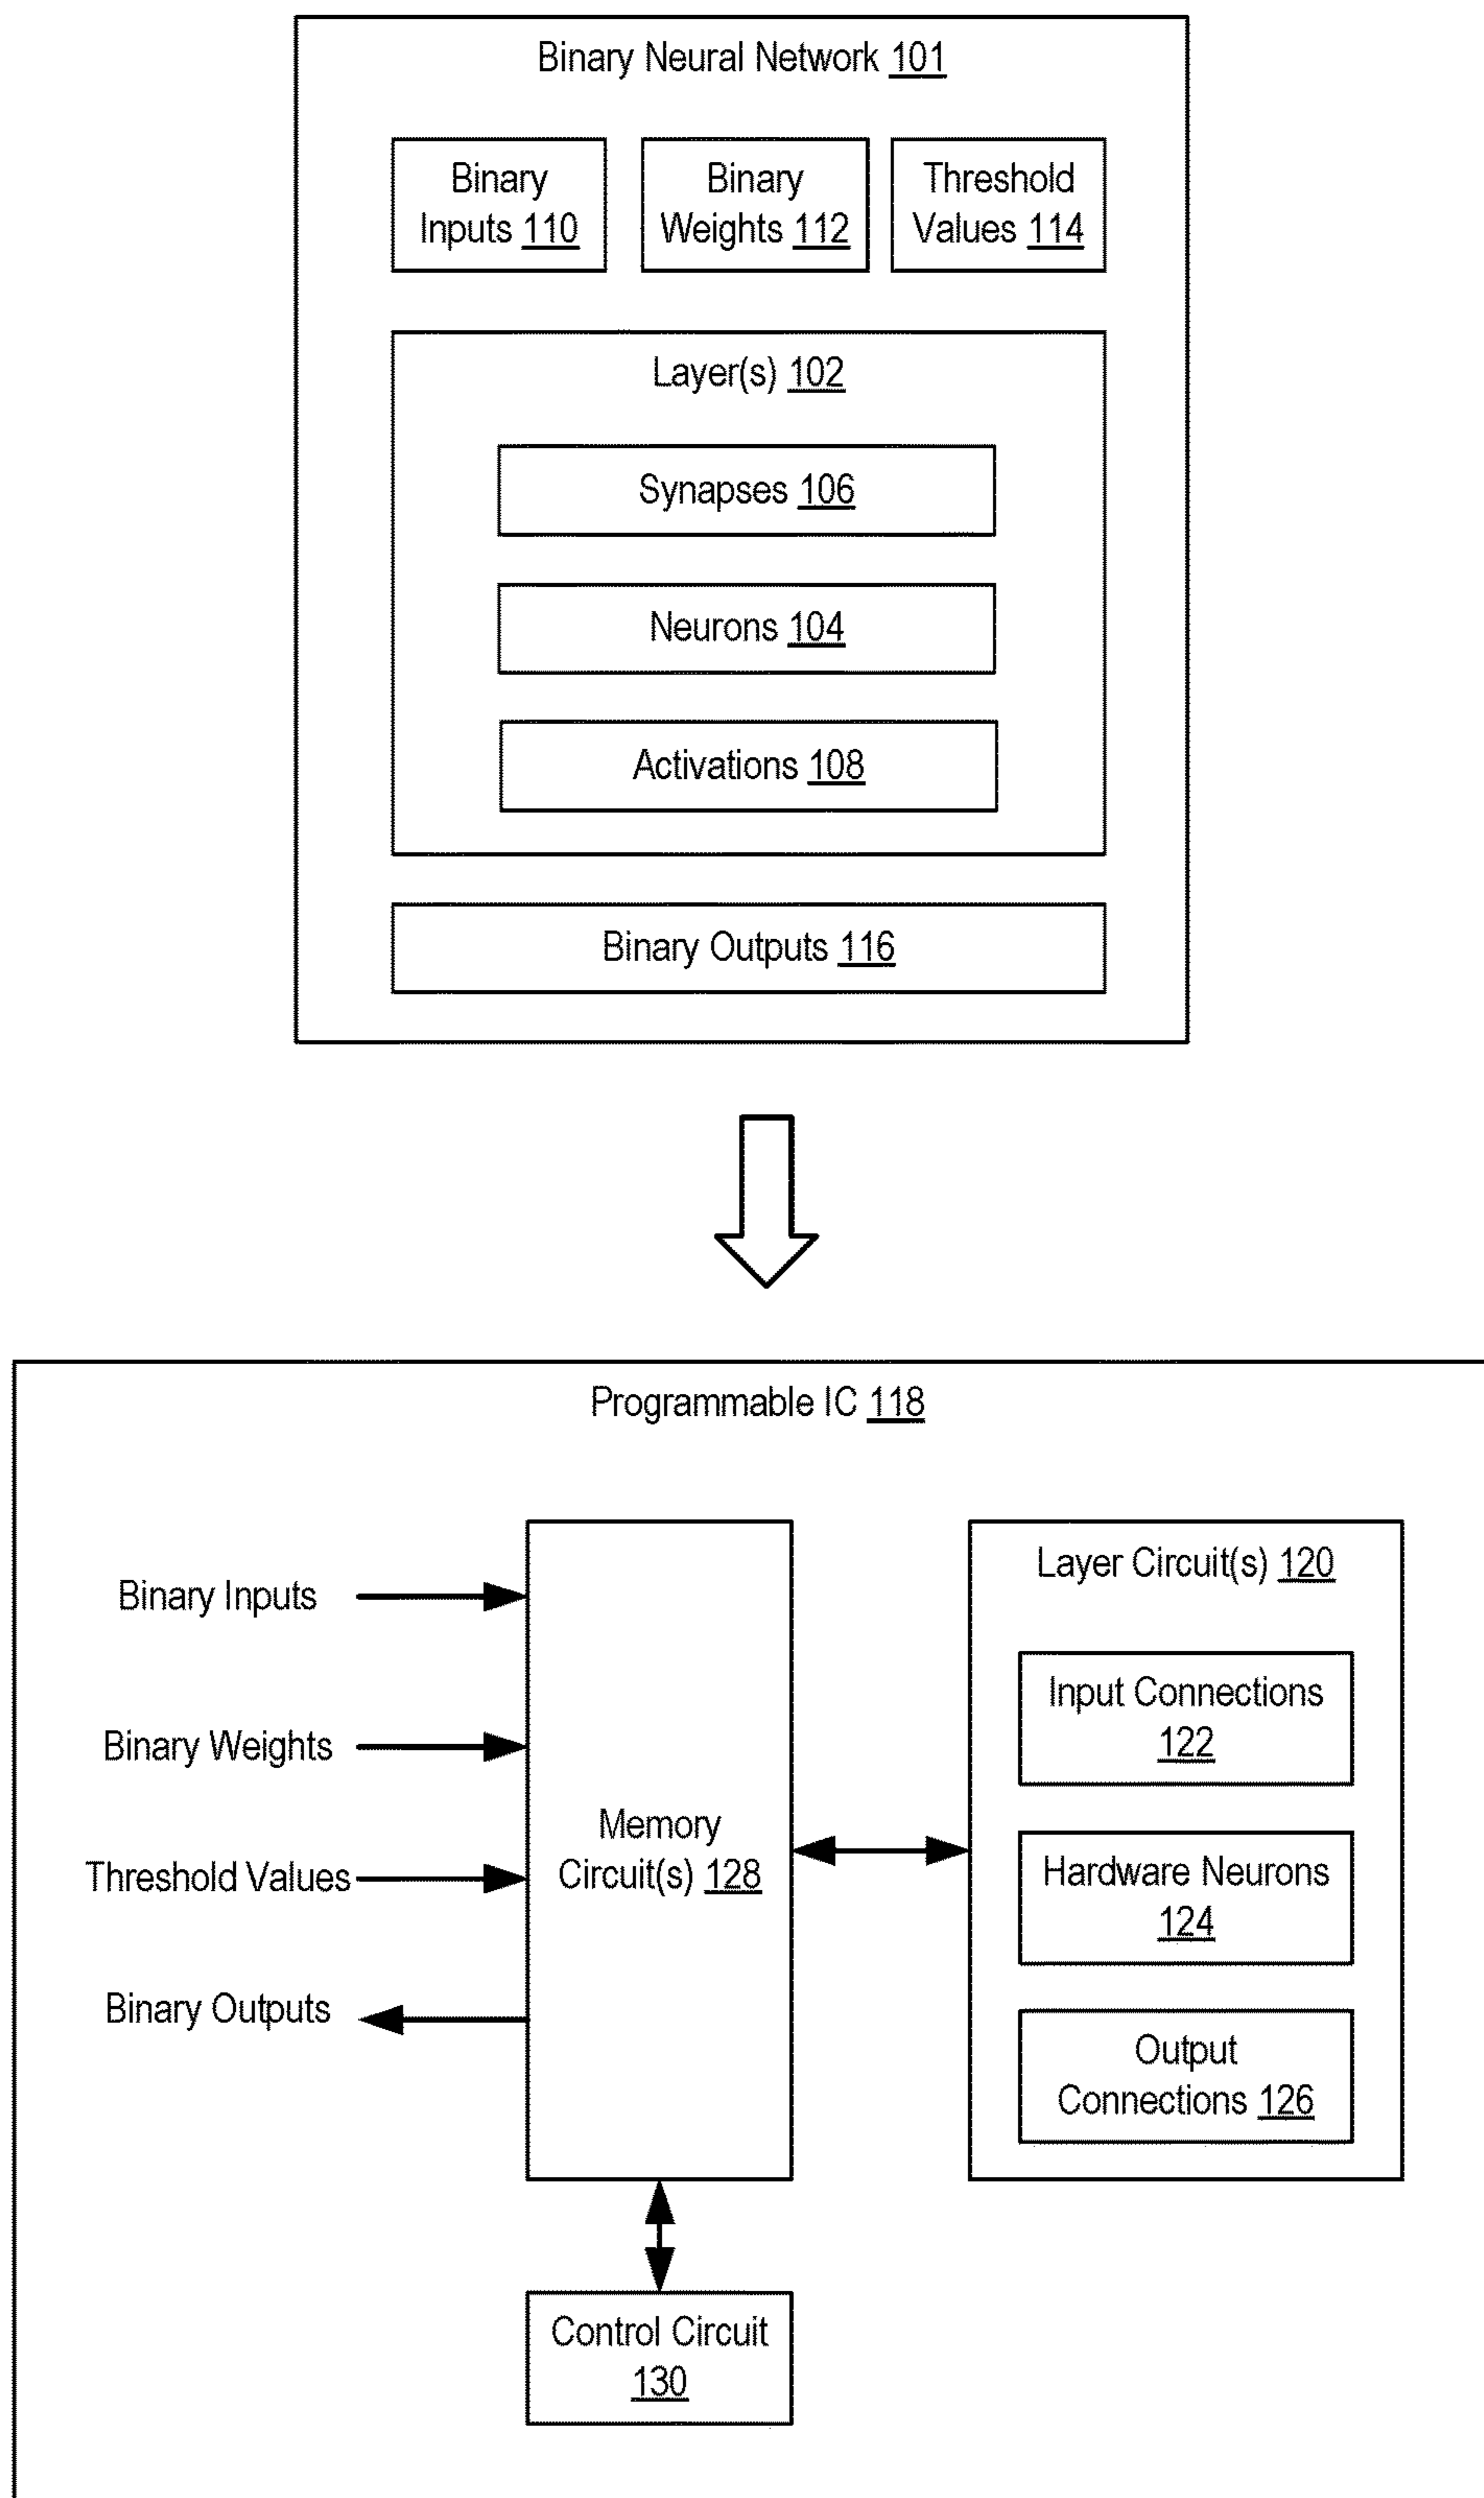 Binary Neural Network 101
Binary
Inputs 110
Binary
Weights 112
Threshold
Values 114
Layer(s) 102
Synapses 106
Neurons 104
Activations 108
Binary Outputs 116
Programmable IC 118
Binary Inputs
Binary Weights
Threshold Values
Binary Outputs
Memory
Circuit(s) 128
Layer Circuit(s) 120
Input Connections
122
Hardware Neurons
124
Output
Connections 126
Control Circuit
130